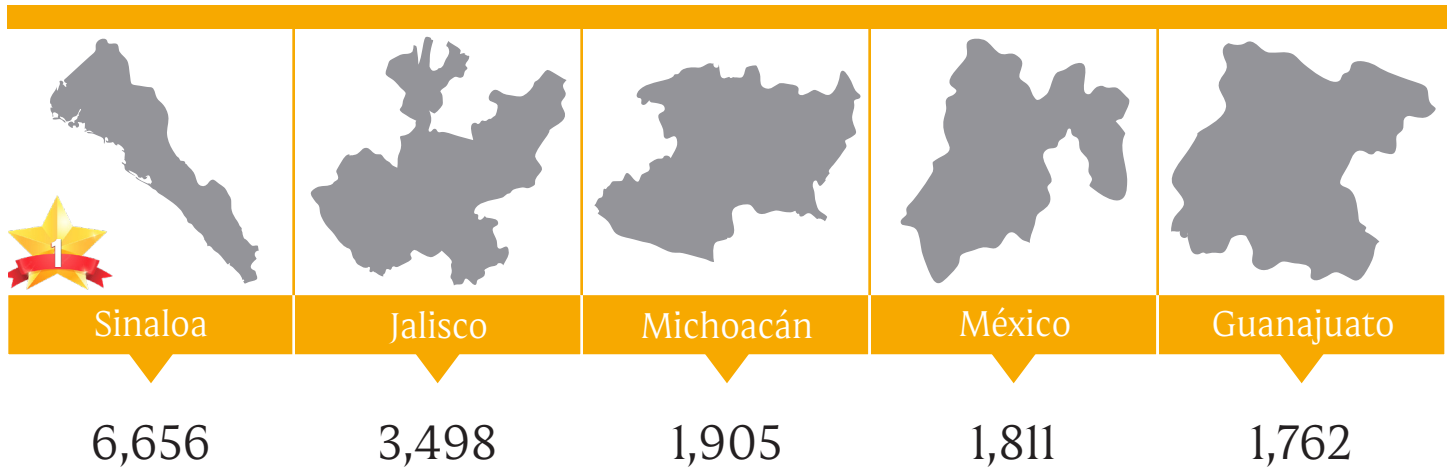 1
Sinaloa
Jalisco
Michoacán
México
Guanajuato
6,656
3,498
1,905
1,811
1,762